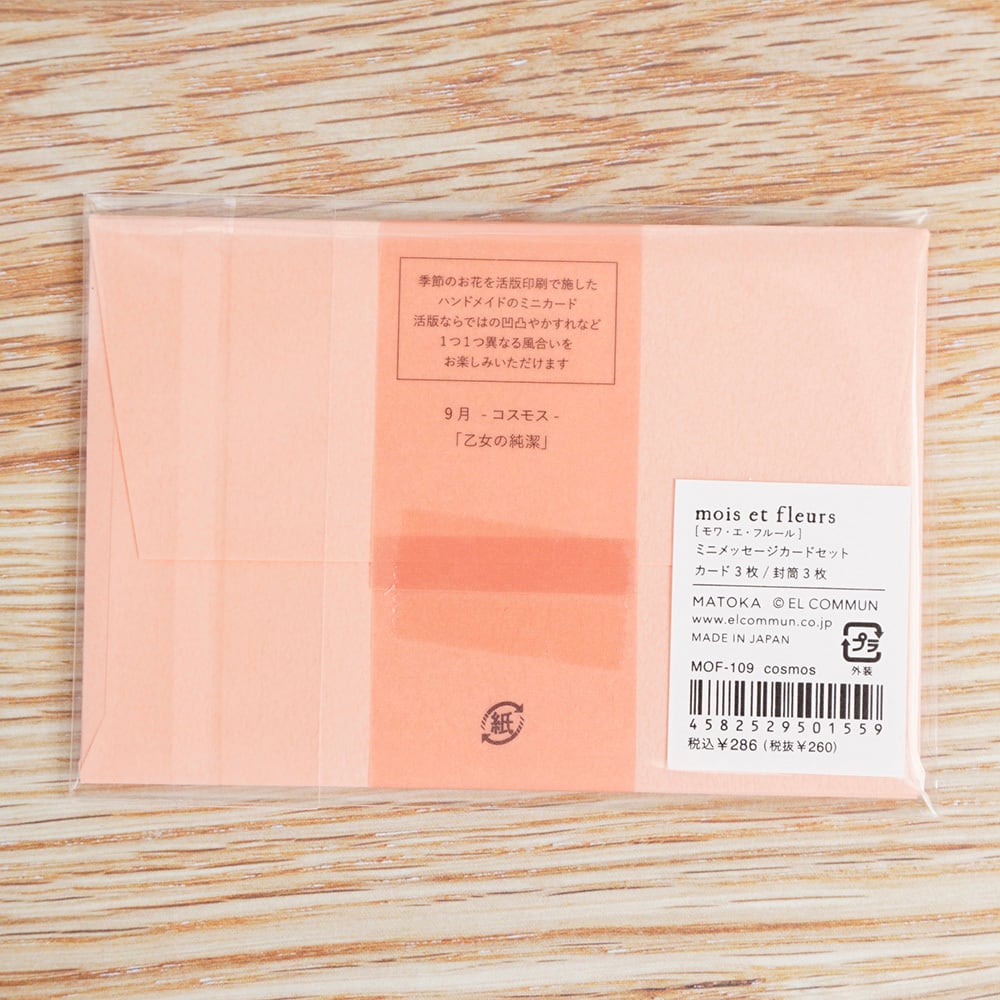 季節のお花を活版印刷で施した
ハンドメイドのミニカード
活版ならではの凹凸やかすれなど
1つ1つ異なる風合いを
お楽しみいただけます
9月 - コスモス -
「乙女の純潔」
紙
mois et fleurs
[モワ・エ・フルール]
ミニメッセージカードセット
カード3枚/封筒3枚
MATOKA © EL COMMUN
www.elcommun.co.jp
MADE IN JAPAN
プラ
外装
MOF-109 cosmos
4582529501559
税込¥286 (税抜¥260)